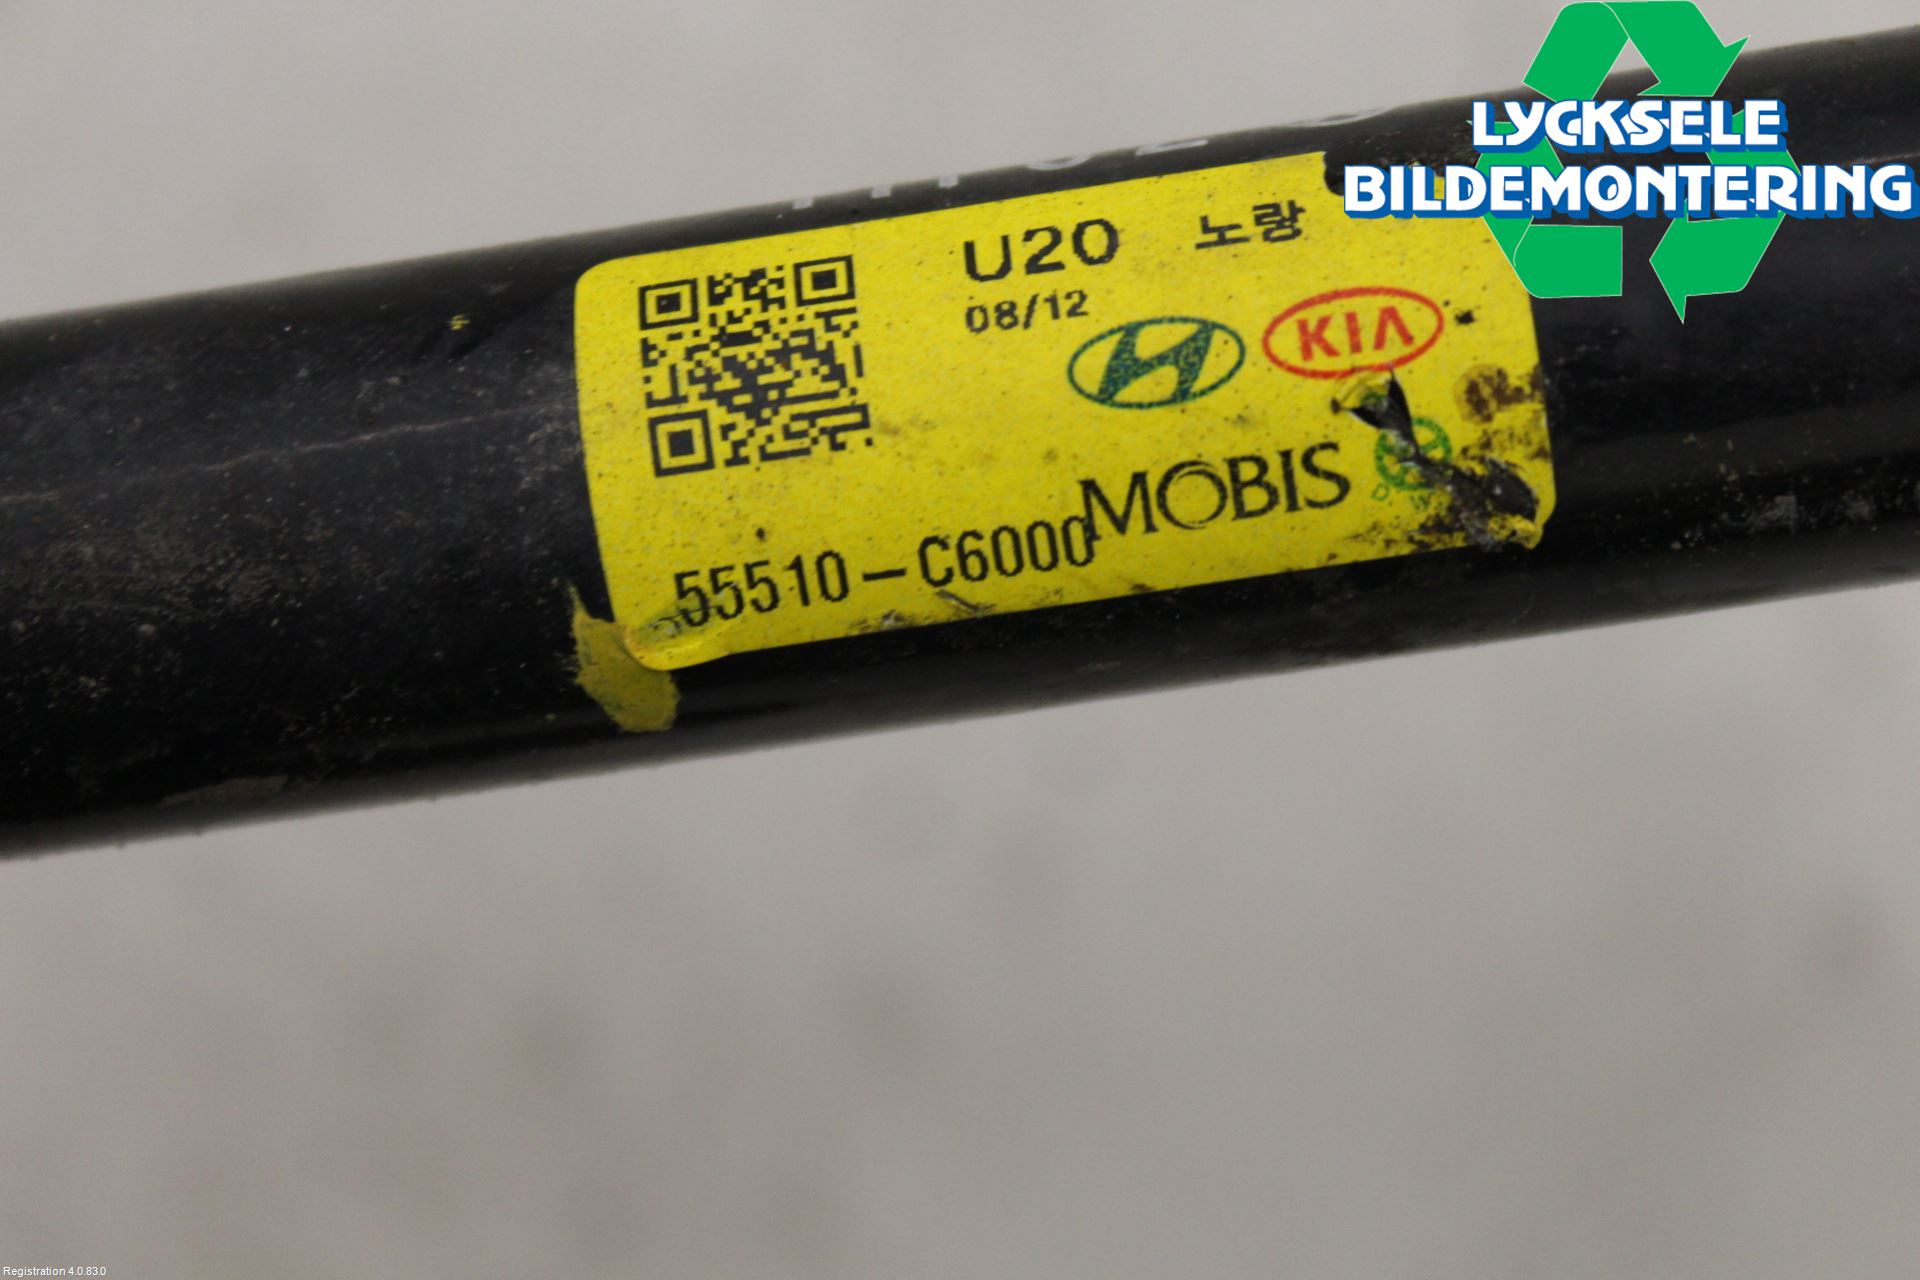 LYCKSELE
BILDEMONTERING
U20 노랑
08/12
KIA
MOBIS
55510-C6000
Registration 4.0.83.0